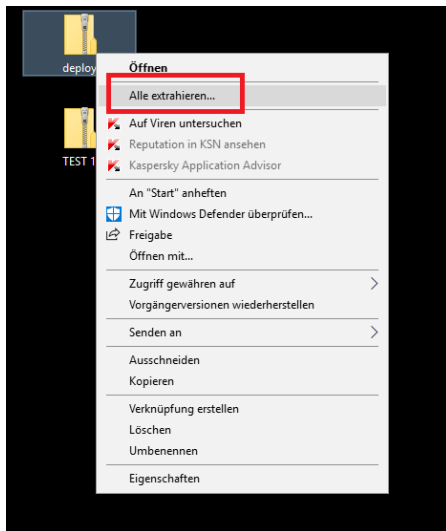 deploy
TEST 1
Öffnen
Alle extrahieren...
Auf Viren untersuchen
Reputation in KSN ansehen
Kaspersky Application Advisor
An "Start" anheften
Mit Windows Defender überprüfen...
Freigabe
Öffnen mit...
Zugriff gewähren auf
Vorgängerversionen wiederherstellen
Senden an
Ausschneiden
Kopieren
Verknüpfung erstellen
Löschen
Umbenennen
Eigenschaften